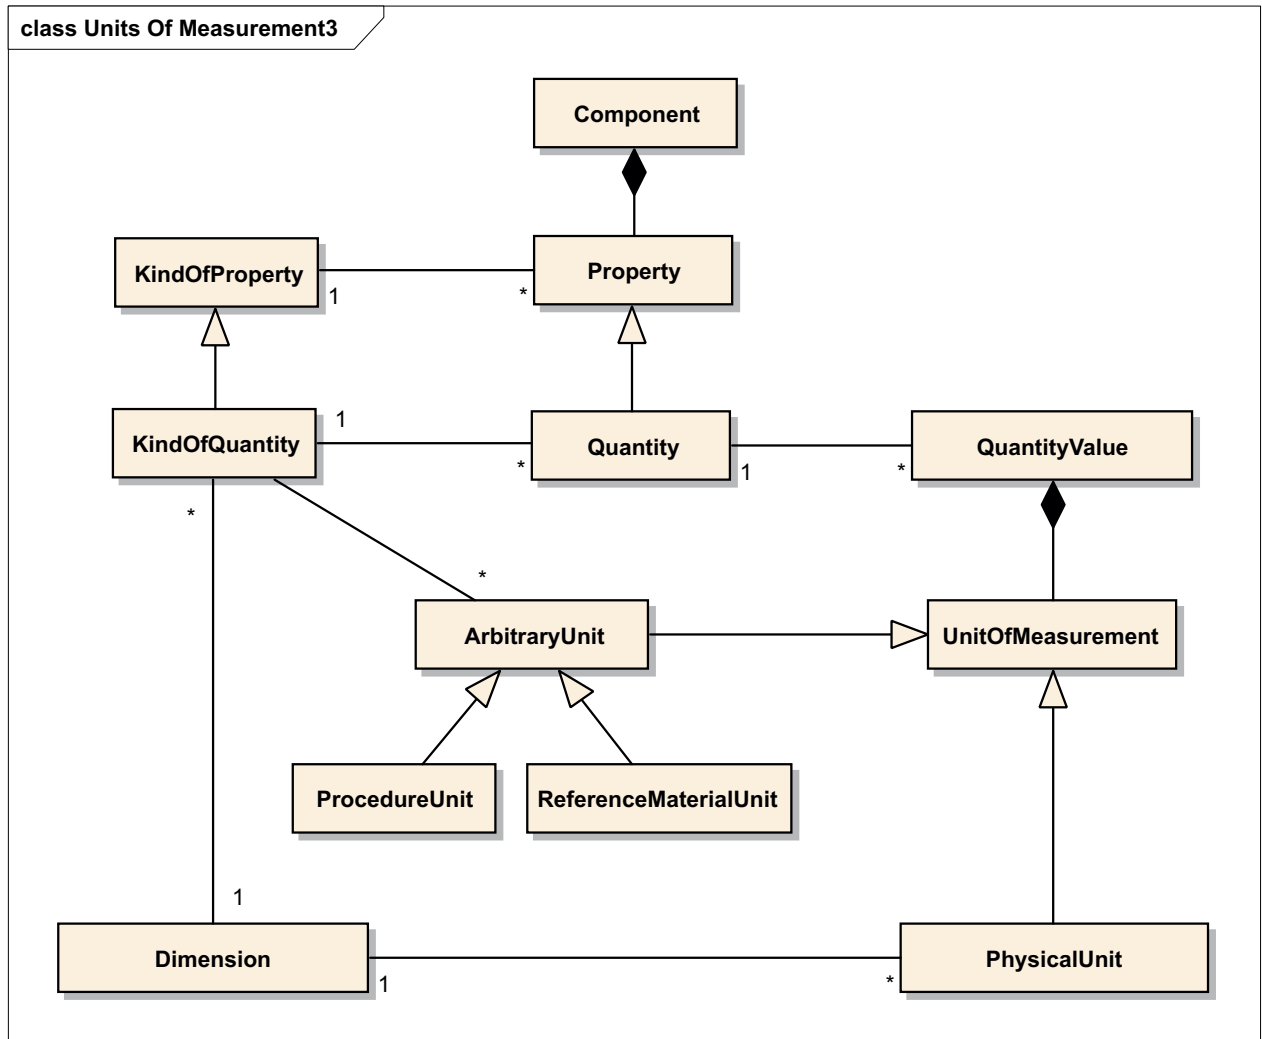 class Units Of Measurement3
Component
KindOfProperty
Property
1
*
KindOfQuantity
1
*
Quantity
1
*
QuantityValue
*
*
ArbitraryUnit
UnitOfMeasurement
ProcedureUnit
ReferenceMaterialUnit
1
Dimension
1
*
PhysicalUnit